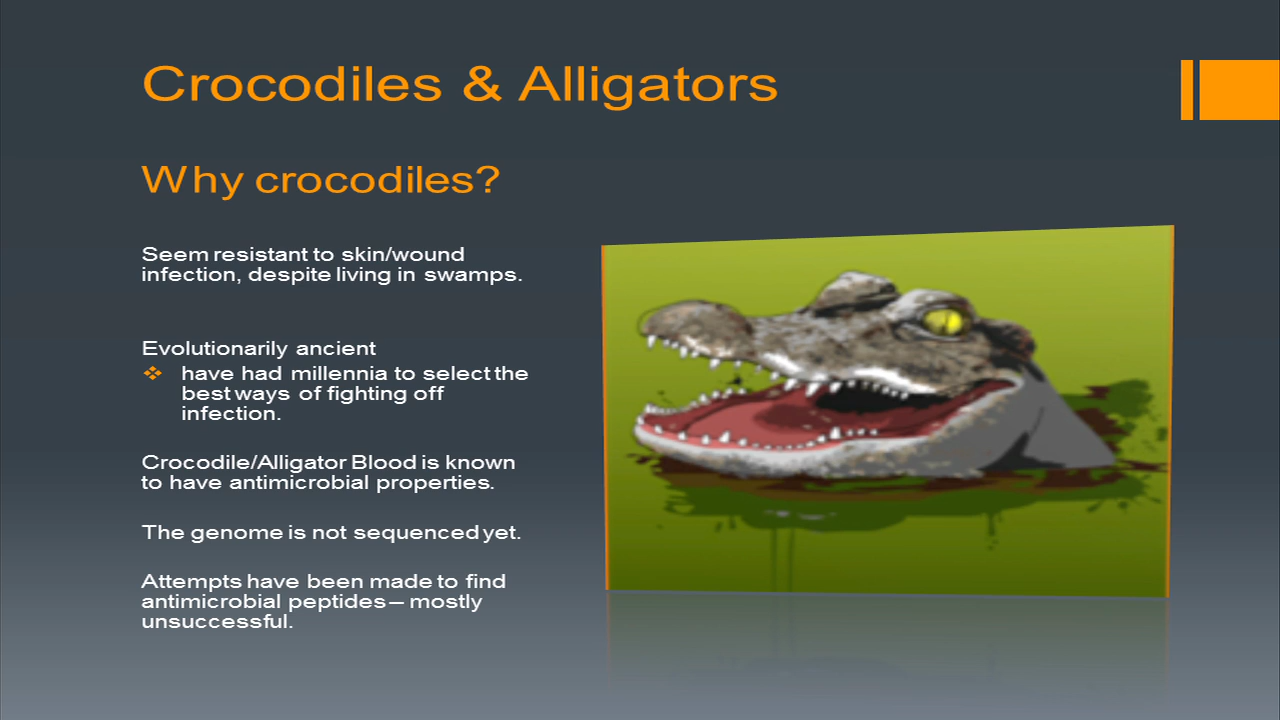 Crocodiles & Alligators
Why crocodiles?
Seem resistant to skin/wound
infection, despite living in swamps.
Evolutionarily ancient
❖ have had millennia to select the
best ways of fighting off
infection.
Crocodile/Alligator Blood is known
to have antimicrobial properties.
The genome is not sequenced yet.
Attempts have been made to find
antimicrobial peptides – mostly
unsuccessful.